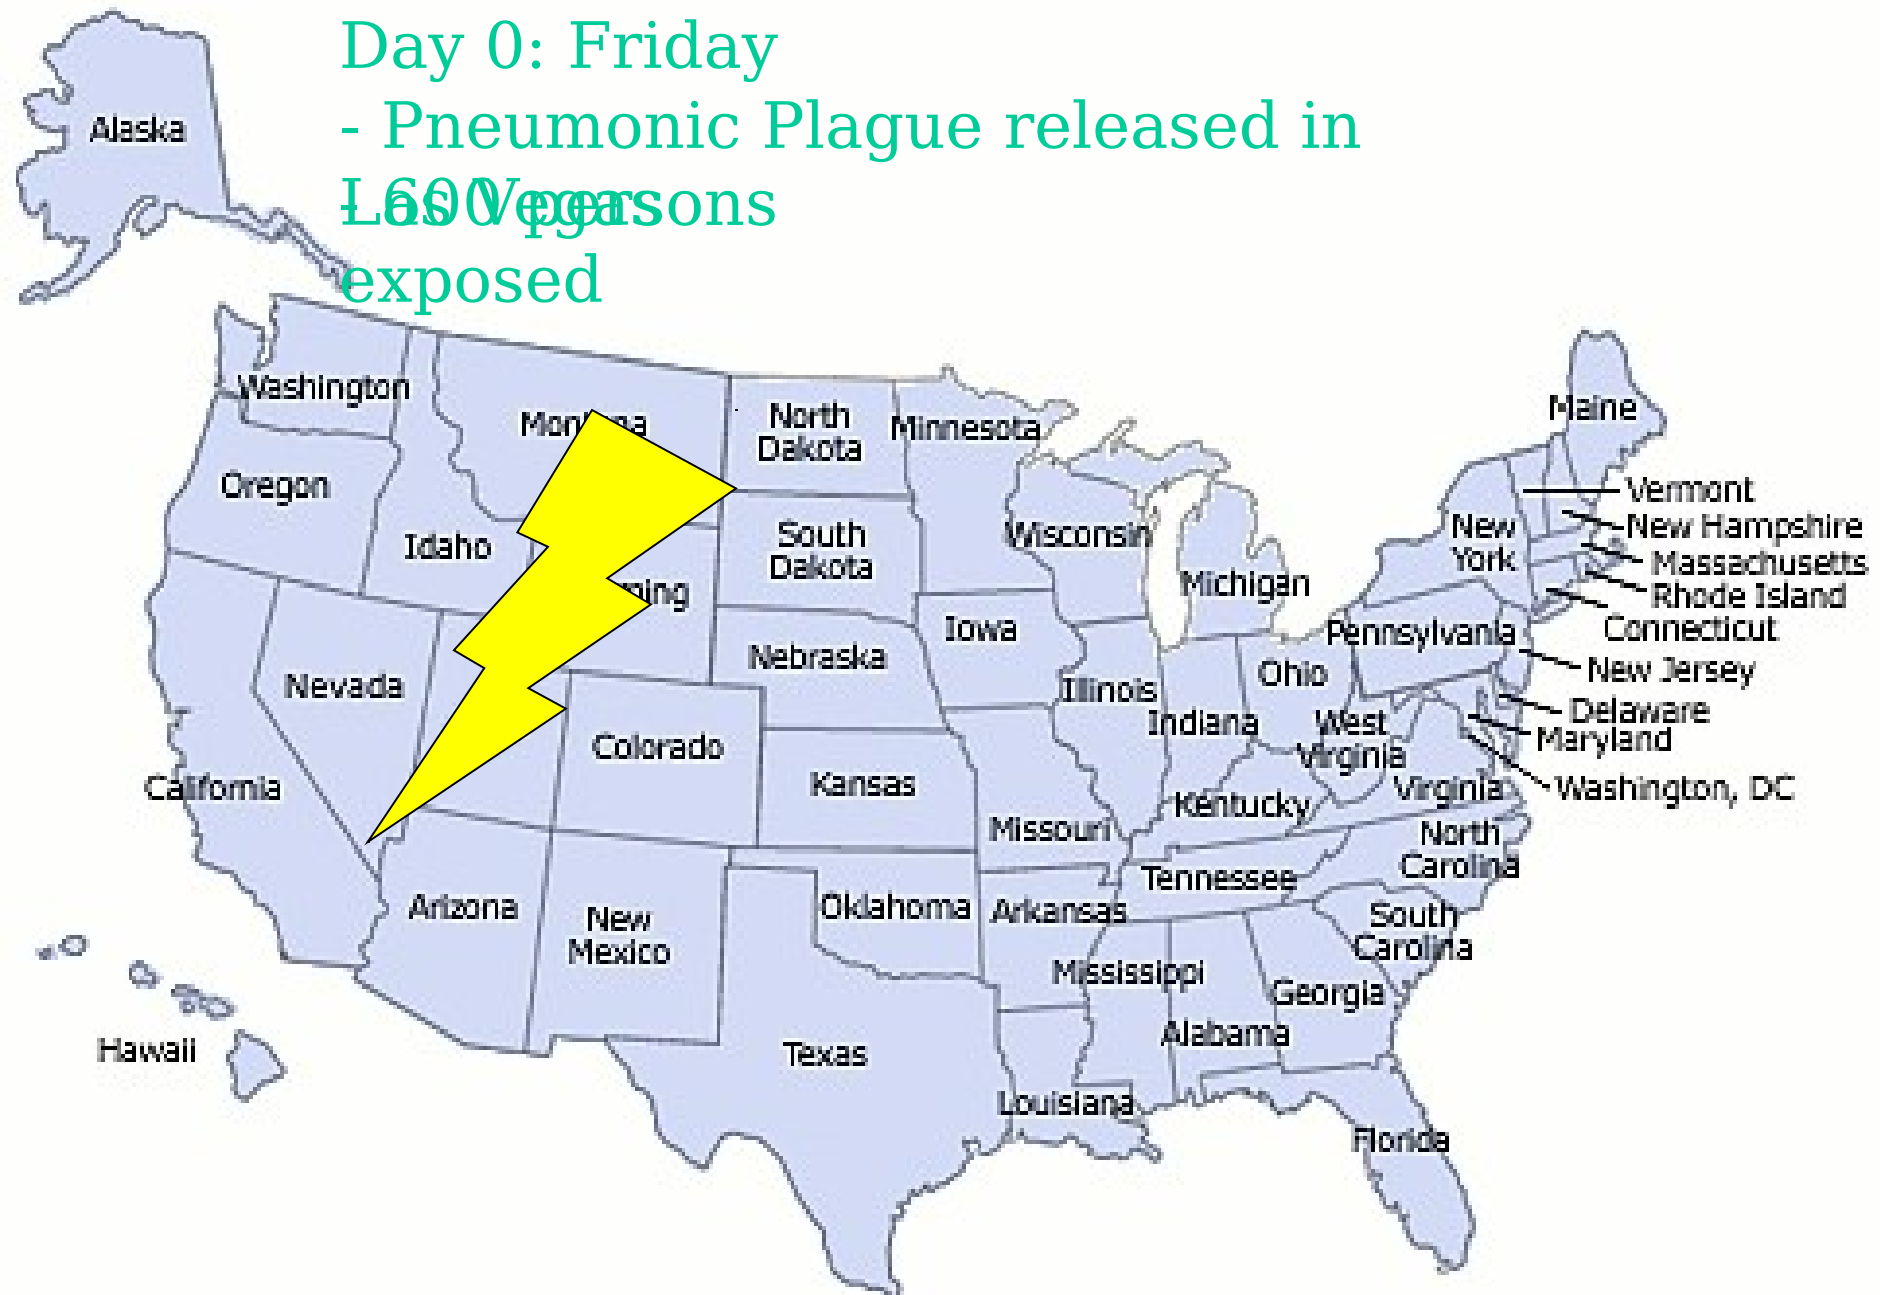 Day 0: Friday
- Pneumonic Plague released in
Las Vegas
- 600 persons
exposed
Alaska
Washington
Montana
North
Dakota
Minnesota
Maine
Oregon
Idaho
South
Dakota
Wisconsin
Michigan
New
York
Vermont
New Hampshire
Massachusetts
Rhode Island
Connecticut
New Jersey
Delaware
Maryland
Washington, DC
Iowa
Nebraska
Pennsylvania
Nevada
Illinois
Indiana
Ohio
West
Virginia
Virginia
Colorado
Kansas
California
Missouri
Kentucky
North
Carolina
Tennessee
Arizona
New
Mexico
Oklahoma
Arkansas
South
Carolina
Mississippi
Georgia
Alabama
Hawaii
Texas
Louisiana
Florida